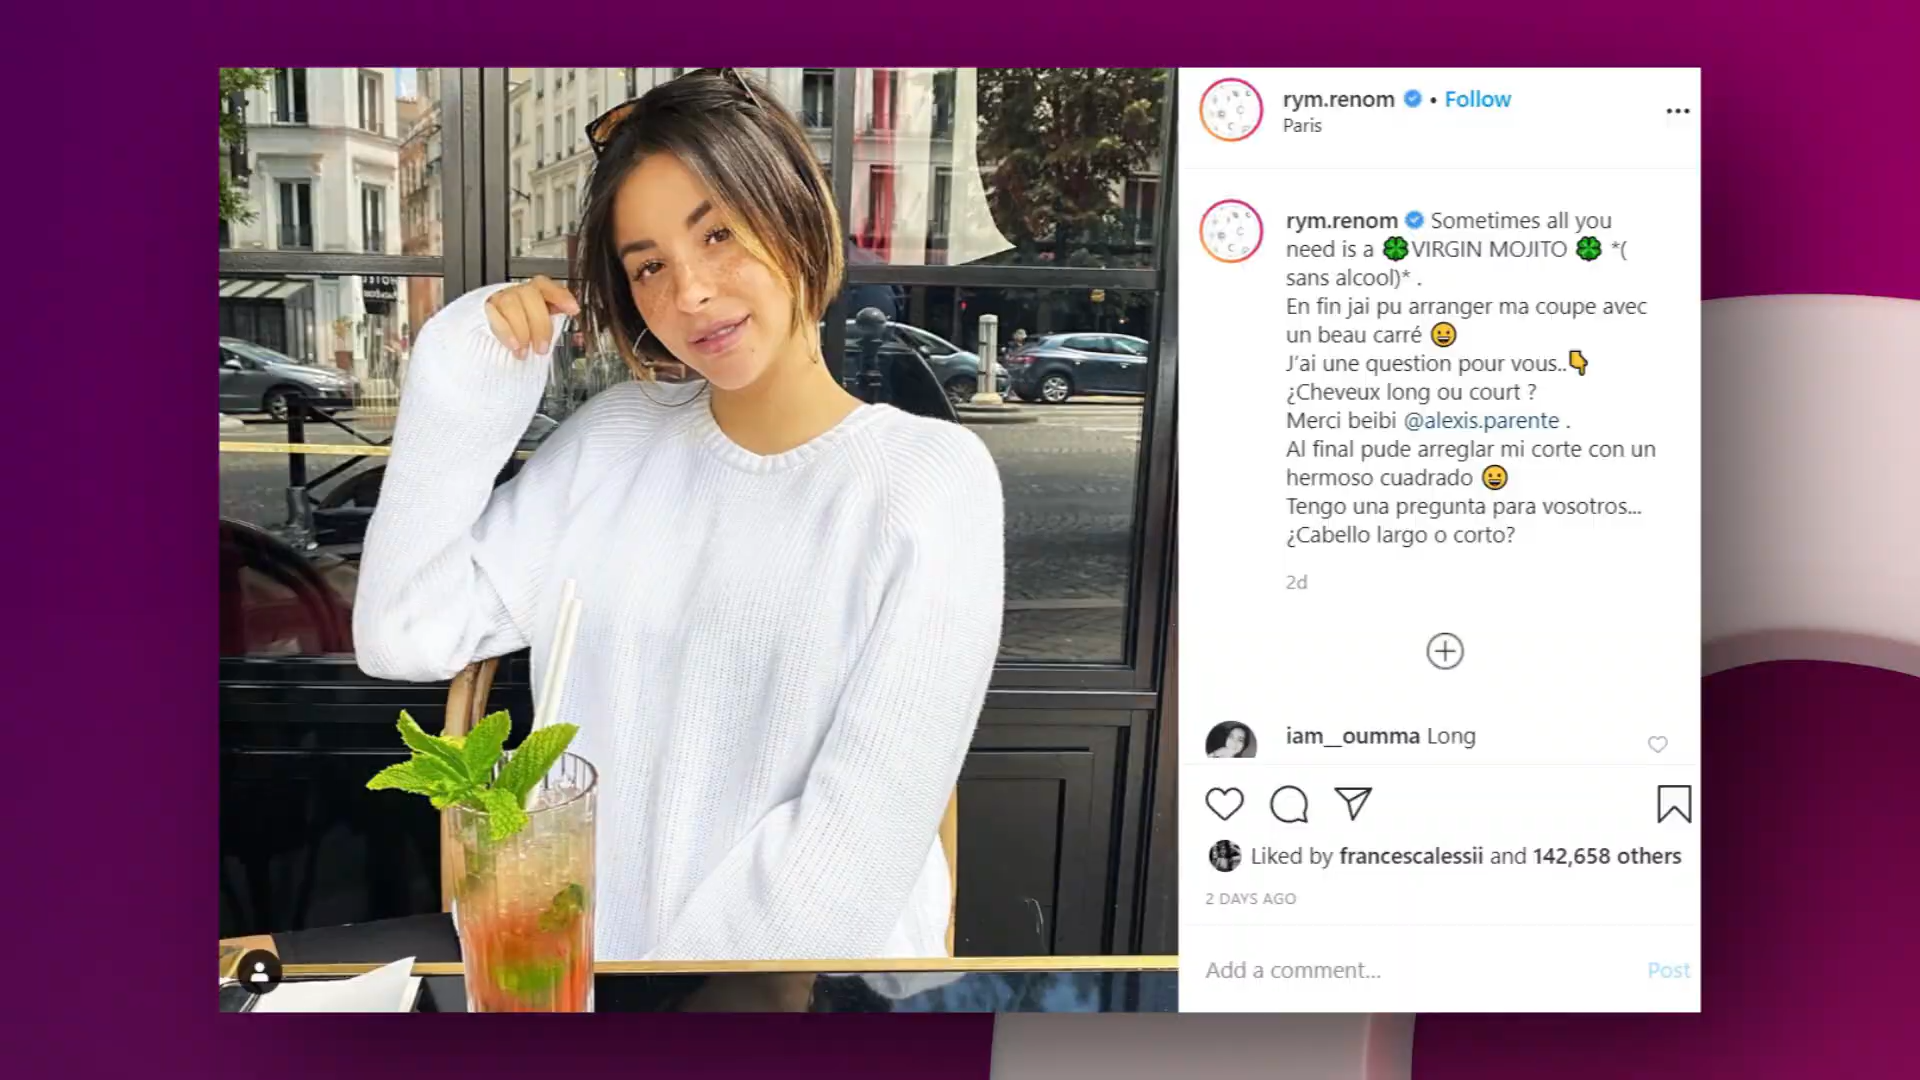 rym.renom • Follow
Paris
rym.renom Sometimes all you
need is a 🍀VIRGIN MOJITO 🍀 *(
sans alcool)* .
En fin jai pu arranger ma coupe avec
un beau carré 😀
J'ai une question pour vous..👇
¿Cheveux long ou court ?
Merci beibi @alexis.parente .
Al final pude arreglar mi corte con un
hermoso cuadrado 😀
Tengo una pregunta para vosotros...
¿Cabello largo o corto?
2d
iam__oumma Long
Liked by francescalessii and 142,658 others
2 DAYS AGO
Add a comment... Post